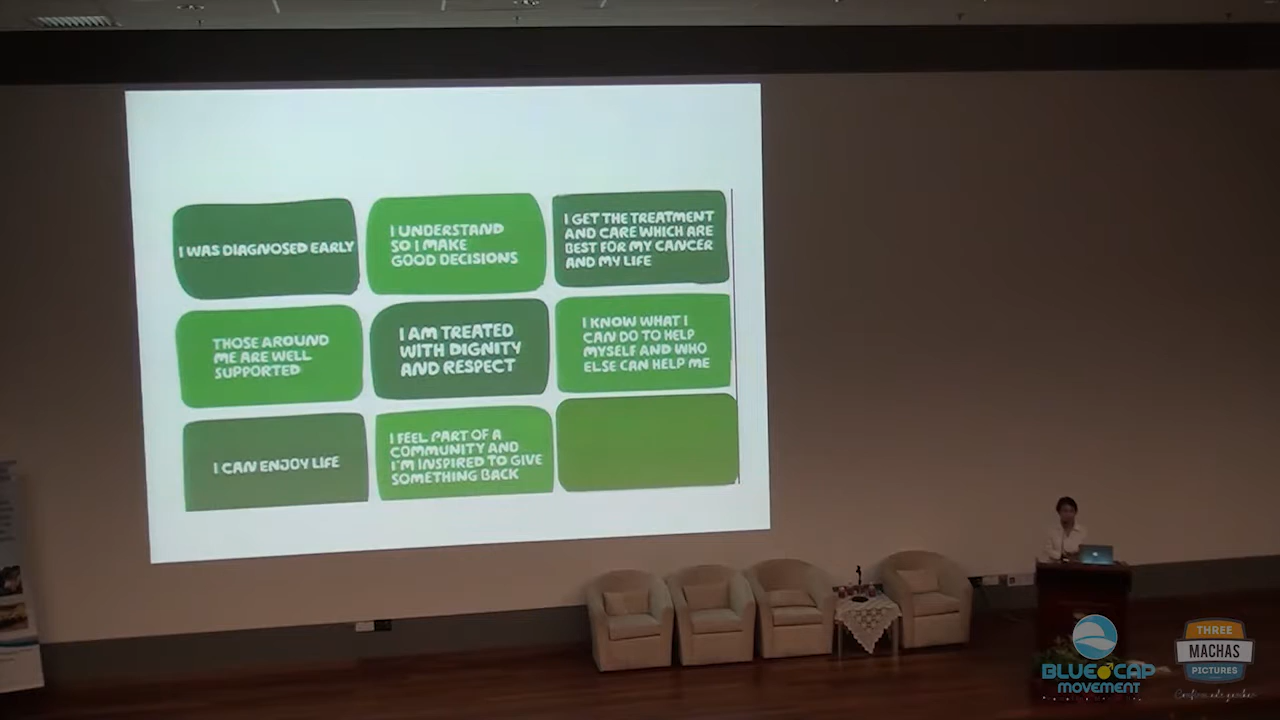 I WAS DIAGNOSED EARLY
I UNDERSTAND
SO I MAKE
GOOD DECISIONS
I GET THE TREATMENT
AND CARE WHICH ARE
BEST FOR MY CANCER
AND MY LIFE
THOSE AROUND
ME ARE WELL
SUPPORTED
I AM TREATED
WITH DIGNITY
AND RESPECT
I KNOW WHAT I
CAN DO TO HELP
MYSELF AND WHO
ELSE CAN HELP ME
I CAN ENJOY LIFE
I FEEL PART OF A
COMMUNITY AND
I'M INSPIRED TO GIVE
SOMETHING BACK
BLUE CAP
MOVEMENT
THREE
MACHAS
PICTURES